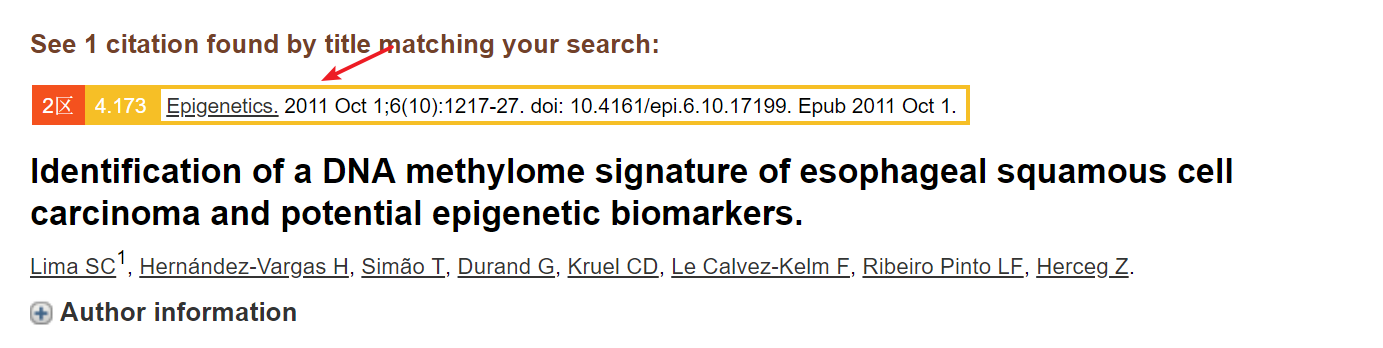 See 1 citation found by title matching your search:
2区 4.173 Epigenetics. 2011 Oct 1;6(10):1217-27. doi: 10.4161/epi.6.10.17199. Epub 2011 Oct 1.
Identification of a DNA methylome signature of esophageal squamous cell
carcinoma and potential epigenetic biomarkers.
Lima SC1, Hernández-Vargas H, Simão T, Durand G, Kruel CD, Le Calvez-Kelm F, Ribeiro Pinto LF, Herceg Z.
Author information